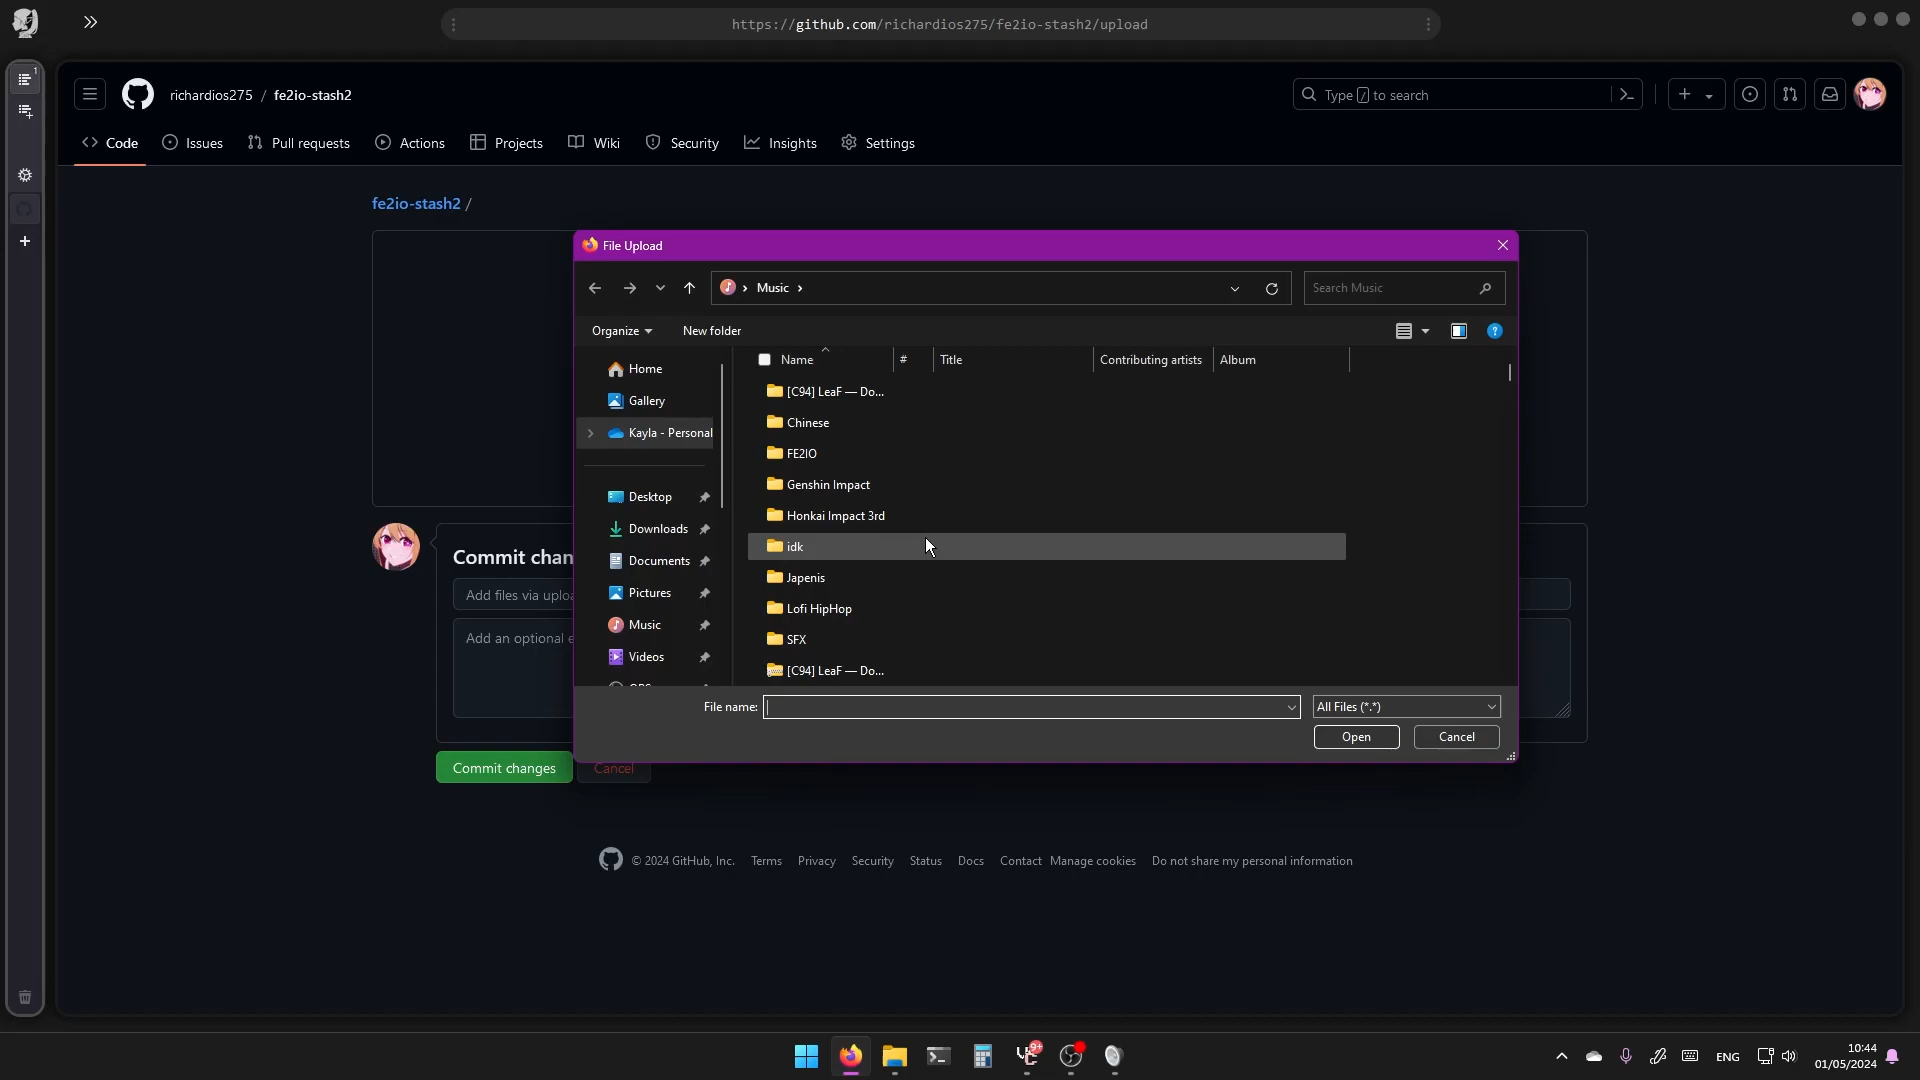 https://github.com/richardios275/fe2io-stash2/upload
1
richardios275 / fe2io-stash2
Type / to search
Code
Issues
Pull requests
Actions
Projects
Wiki
Security
Insights
Settings
fe2io-stash2 /
File Upload
Music
Search Music
Organize
New folder
Name
#
Title
Contributing artists
Album
Home
Gallery
Kayla - Personal
Desktop
Downloads
Documents
Pictures
Music
Videos
[C94] LeaF — Do...
Chinese
FE2IO
Genshin Impact
Honkai Impact 3rd
idk
Japenis
Lofi HipHop
SFX
[C94] LeaF — Do...
Commit chan
Add files via uploa
Add an optional e
File name:
All Files (*.*)
Open
Cancel
Commit changes
Cancel
© 2024 GitHub, Inc.
Terms
Privacy
Security
Status
Docs
Contact
Manage cookies
Do not share my personal information
9+
ENG
10:44
01/05/2024